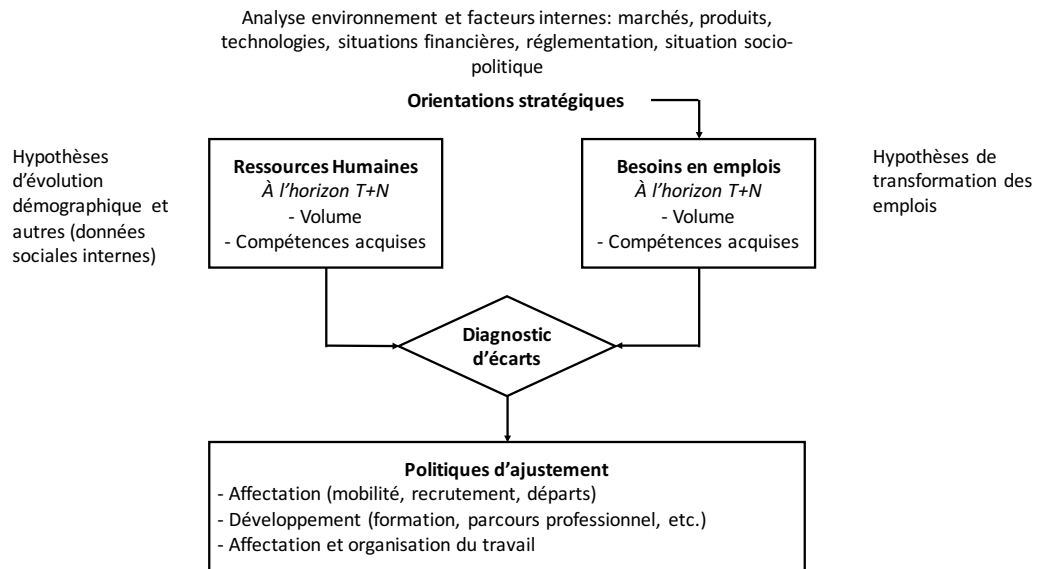 Analyse environnement et facteurs internes: marchés, produits,
technologies, situations financières, réglementation, situation socio-
politique
Orientations stratégiques
Hypothèses
d'évolution
démographique et
autres (données
sociales internes)
Ressources Humaines
À l'horizon T+N
- Volume
- Compétences acquises
Besoins en emplois
À l'horizon T+N
- Volume
- Compétences acquises
Hypothèses de
transformation des
emplois
Diagnostic
d'écarts
Politiques d'ajustement
- Affectation (mobilité, recrutement, départs)
- Développement (formation, parcours professionnel, etc.)
- Affectation et organisation du travail